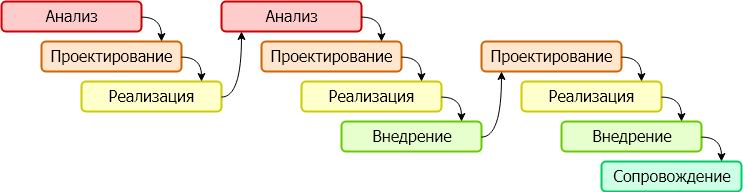 Анализ
Проектирование
Реализация
Анализ
Проектирование
Реализация
Внедрение
Проектирование
Реализация
Внедрение
Сопровождение